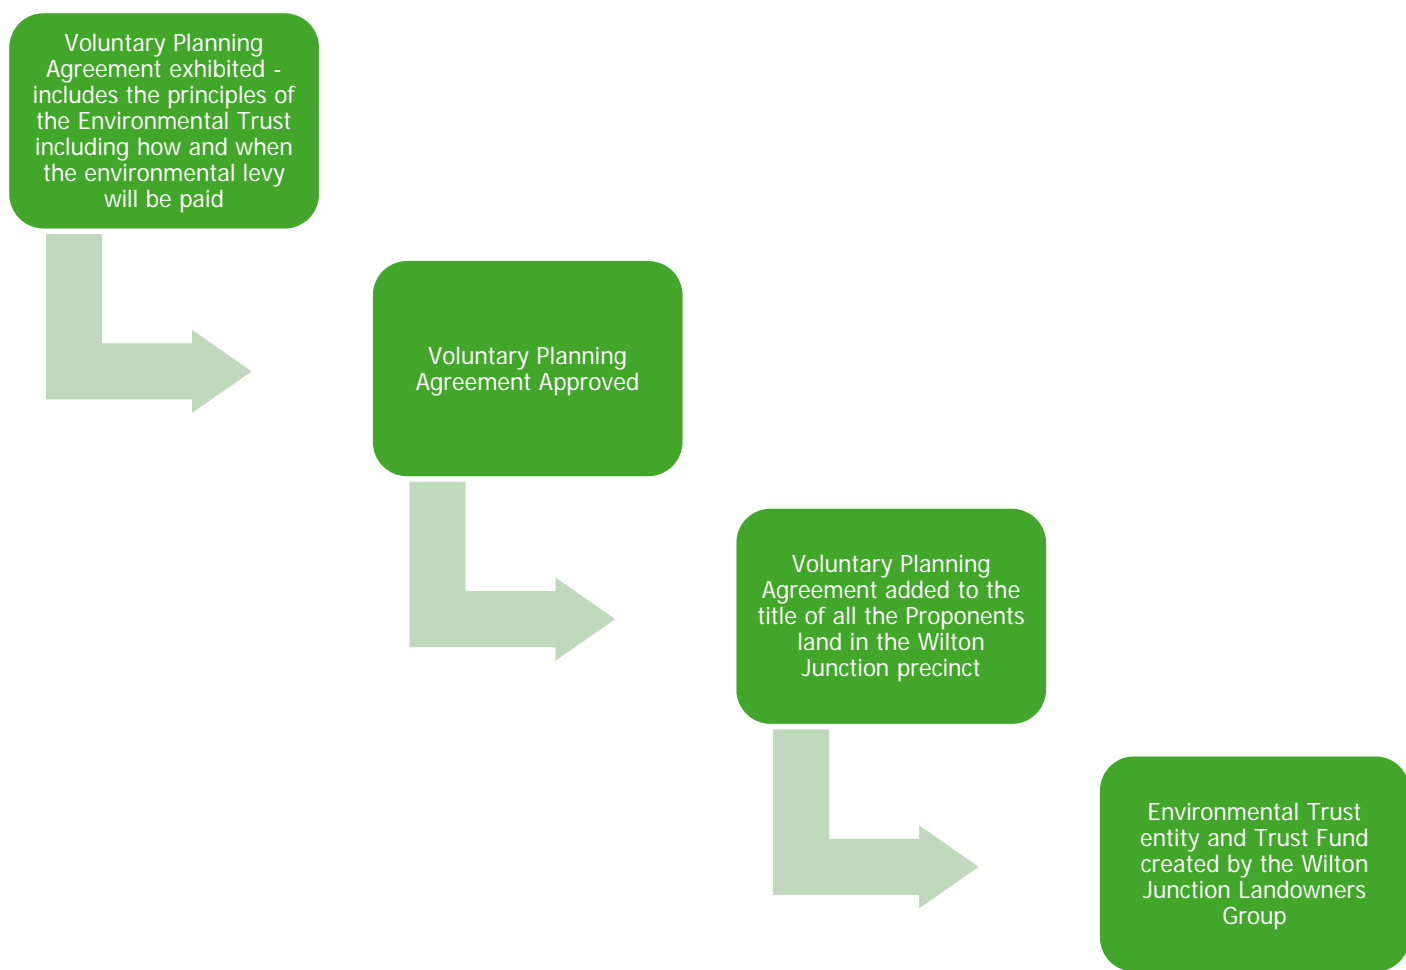 Voluntary Planning
Agreement exhibited -
includes the principles of
the Environmental Trust
including how and when
the environmental levy
will be paid
Voluntary Planning
Agreement Approved
Voluntary Planning
Agreement added to the
title of all the Proponents
land in the Wilton
Junction precinct
Environmental Trust
entity and Trust Fund
created by the Wilton
Junction Landowners
Group